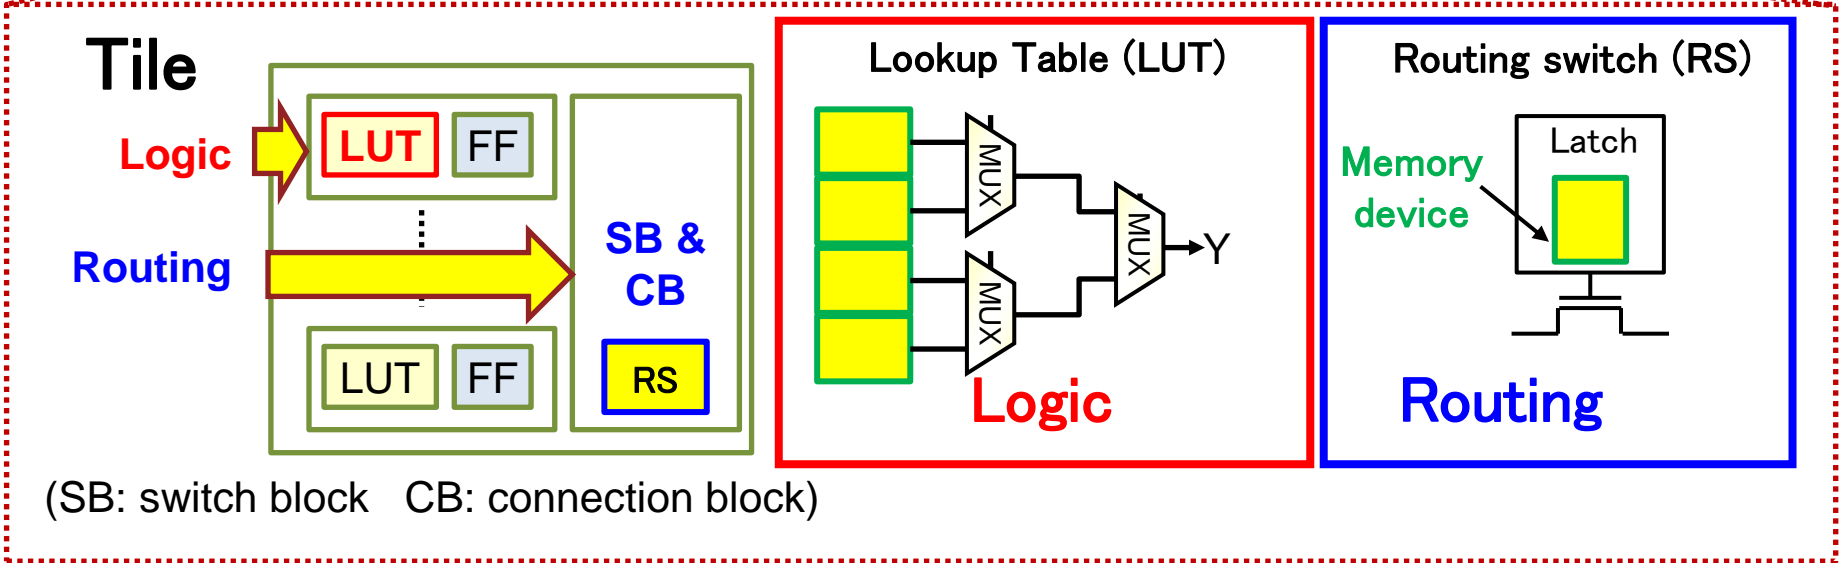 Tile
Logic
LUT FF
Routing
SB &
CB
LUT FF
RS
(SB: switch block CB: connection block)
Lookup Table (LUT)
MUX
MUX
MUX
Y
Logic
Routing switch (RS)
Latch
Memory
device
Routing